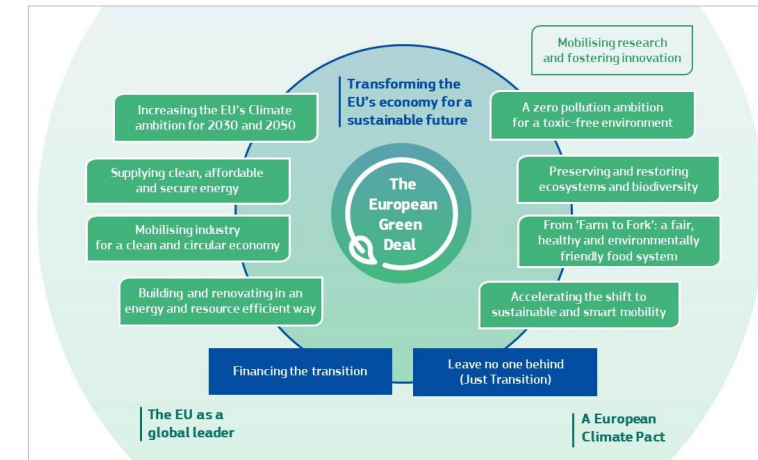 Mobilising research
and fostering innovation
Transforming the
EU's economy for a
sustainable future
Increasing the EU's Climate
ambition for 2030 and 2050
A zero pollution ambition
for a toxic-free environment
Supplying clean, affordable
and secure energy
Preserving and restoring
ecosystems and biodiversity
The
European
Green
Deal
Mobilising industry
for a clean and circular economy
From 'Farm to Fork': a fair,
healthy and environmentally
friendly food system
Building and renovating in an
energy and resource efficient way
Accelerating the shift to
sustainable and smart mobility
Financing the transition
Leave no one behind
(Just Transition)
The EU as a
global leader
A European
Climate Pact